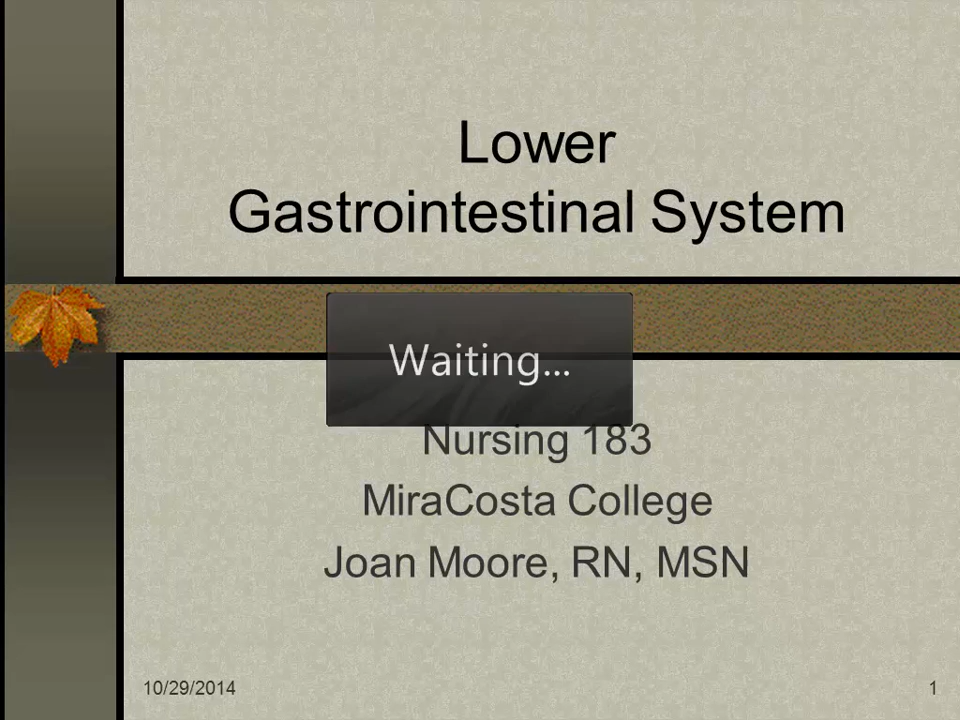 Lower
Gastrointestinal System
Waiting...
Nursing 183
MiraCosta College
Joan Moore, RN, MSN
10/29/2014
1